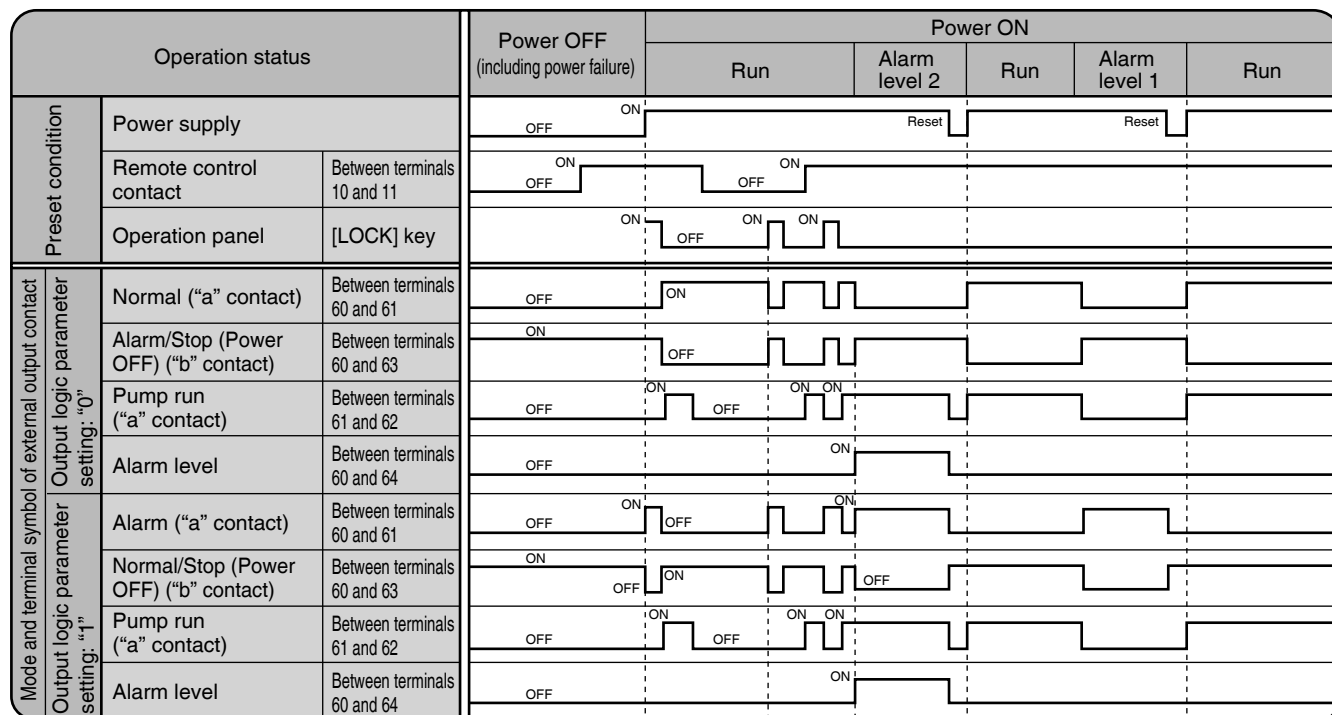 Operation status
Power OFF
(including power failure)
Power ON
Run
Alarm
level 2
Run
Alarm
level 1
Run
Preset condition
Power supply
OFF
ON
Reset
Reset
Remote control
contact
Between terminals
10 and 11
OFF
ON
OFF
ON
Operation panel
[LOCK] key
ON
OFF
ON
ON
Mode and terminal symbol of external output contact
Output logic parameter
setting: “0”
Normal (“a” contact)
Between terminals
60 and 61
OFF
ON
Alarm/Stop (Power
OFF) (“b” contact)
Between terminals
60 and 63
ON
OFF
Pump run
(“a” contact)
Between terminals
61 and 62
OFF
ON
OFF
ON
ON
Alarm level
Between terminals
60 and 64
OFF
ON
Output logic parameter
setting: “1”
Alarm (“a” contact)
Between terminals
60 and 61
OFF
ON
OFF
ON
Normal/Stop (Power
OFF) (“b” contact)
Between terminals
60 and 63
ON
OFF
ON
OFF
Pump run
(“a” contact)
Between terminals
61 and 62
OFF
ON
OFF
ON
ON
Alarm level
Between terminals
60 and 64
OFF
ON